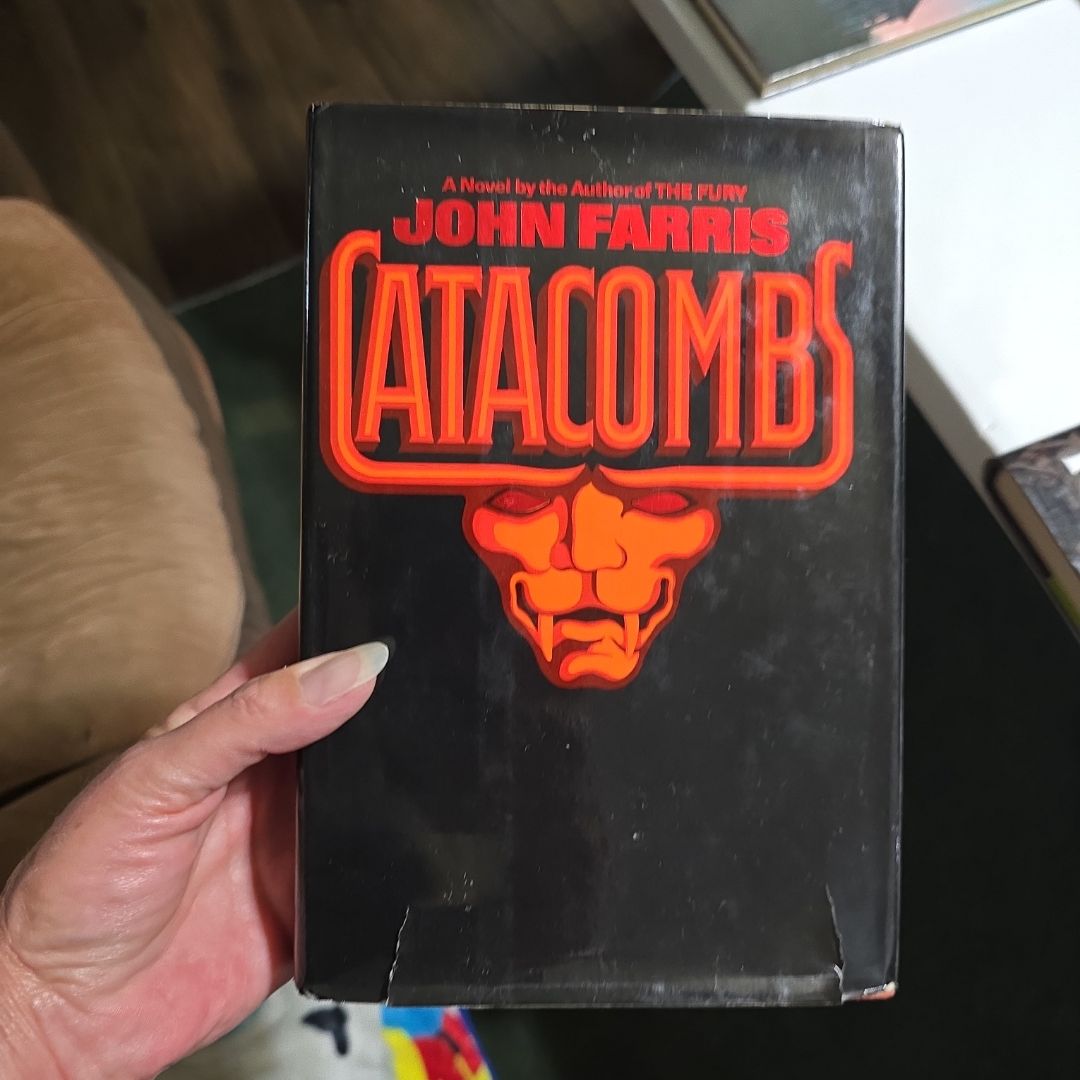 A Novel by the Author of THE FURY
JOHN FARRIS
CATACOMBS